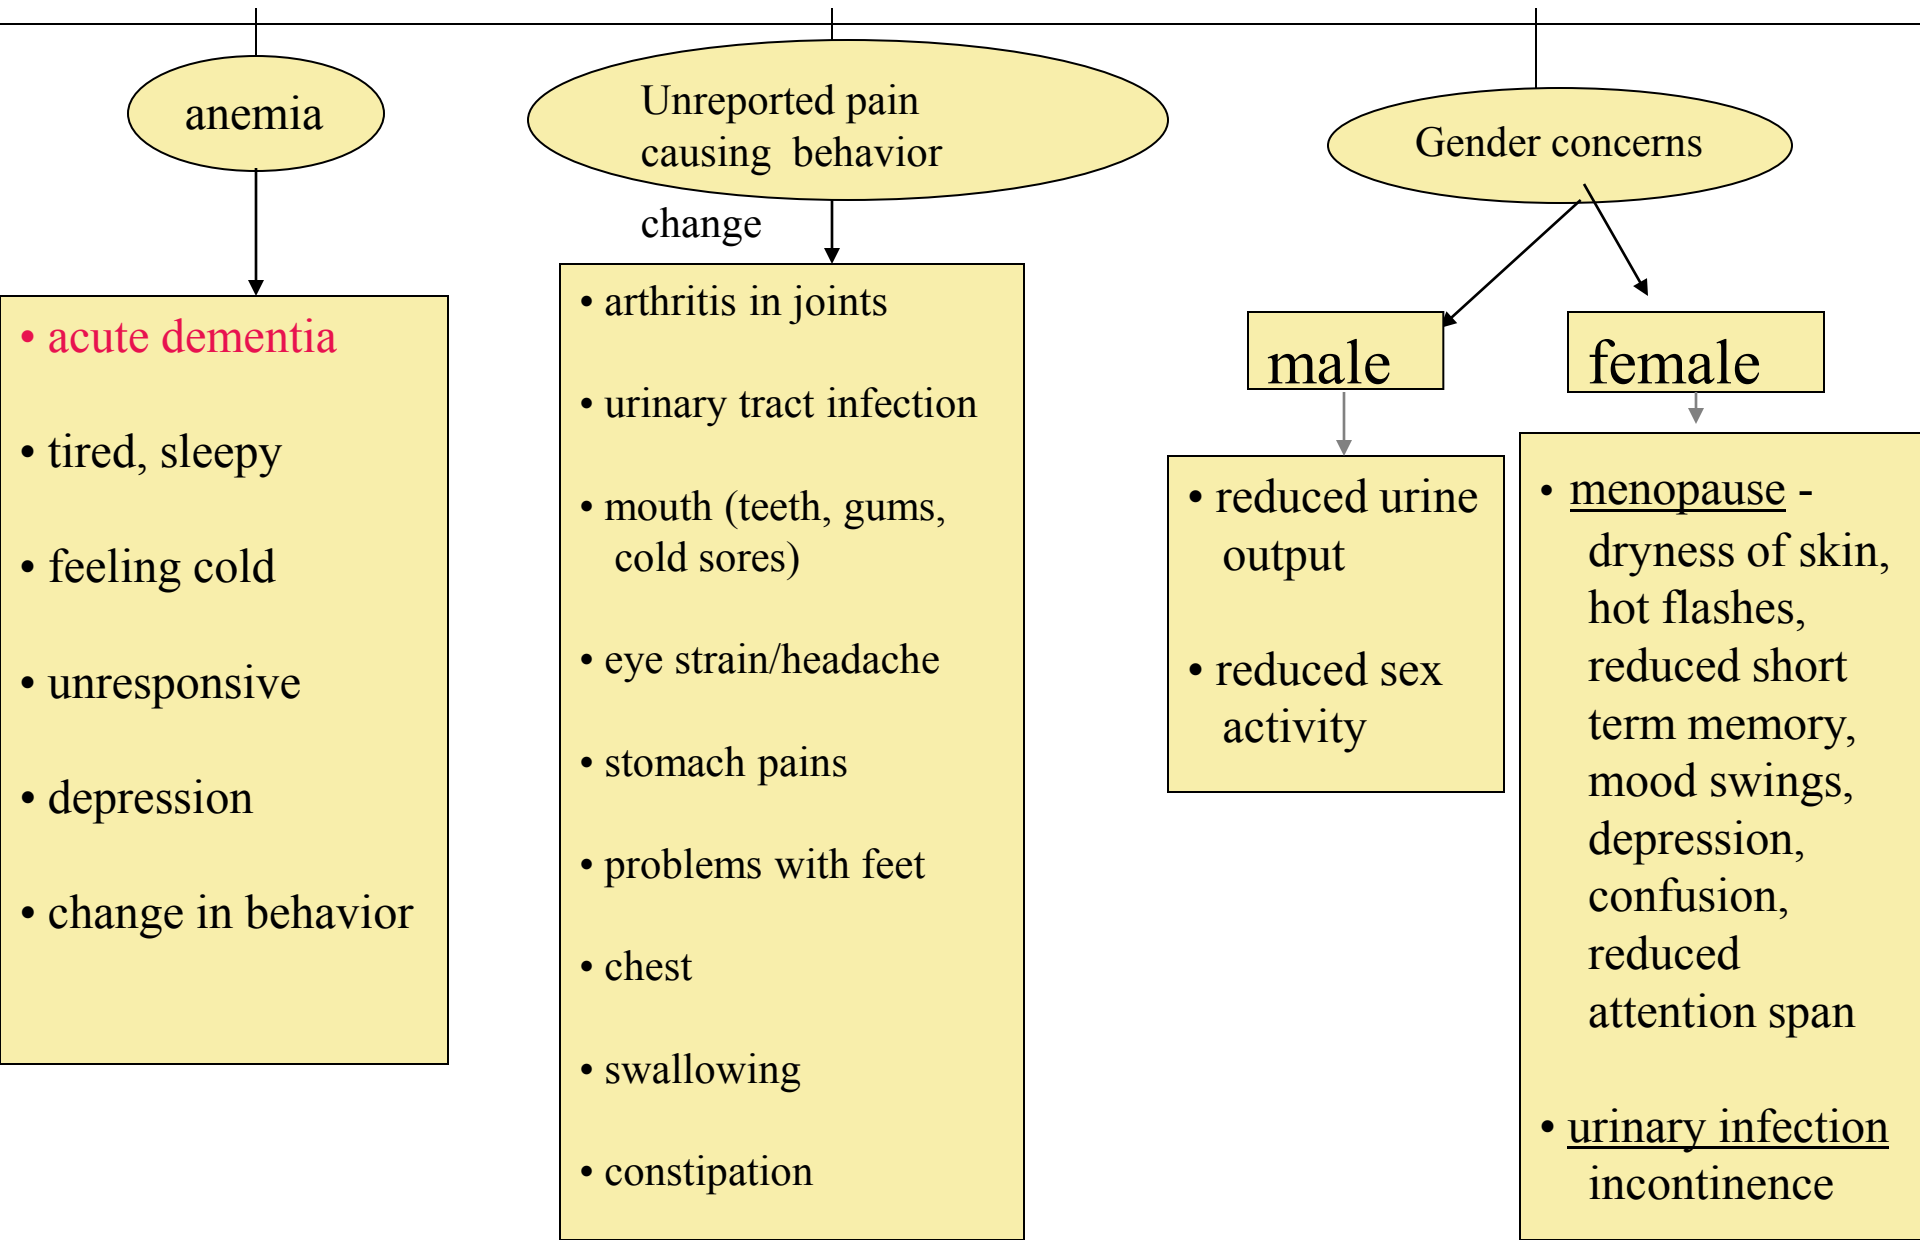 anemia
• acute dementia
• tired, sleepy
• feeling cold
• unresponsive
• depression
• change in behavior
Unreported pain
causing behavior
change
• arthritis in joints
• urinary tract infection
• mouth (teeth, gums,
cold sores)
• eye strain/headache
• stomach pains
• problems with feet
• chest
• swallowing
• constipation
Gender concerns
male
• reduced urine
output
• reduced sex
activity
female
• menopause -
dryness of skin,
hot flashes,
reduced short
term memory,
mood swings,
depression,
confusion,
reduced
attention span
• urinary infection
incontinence